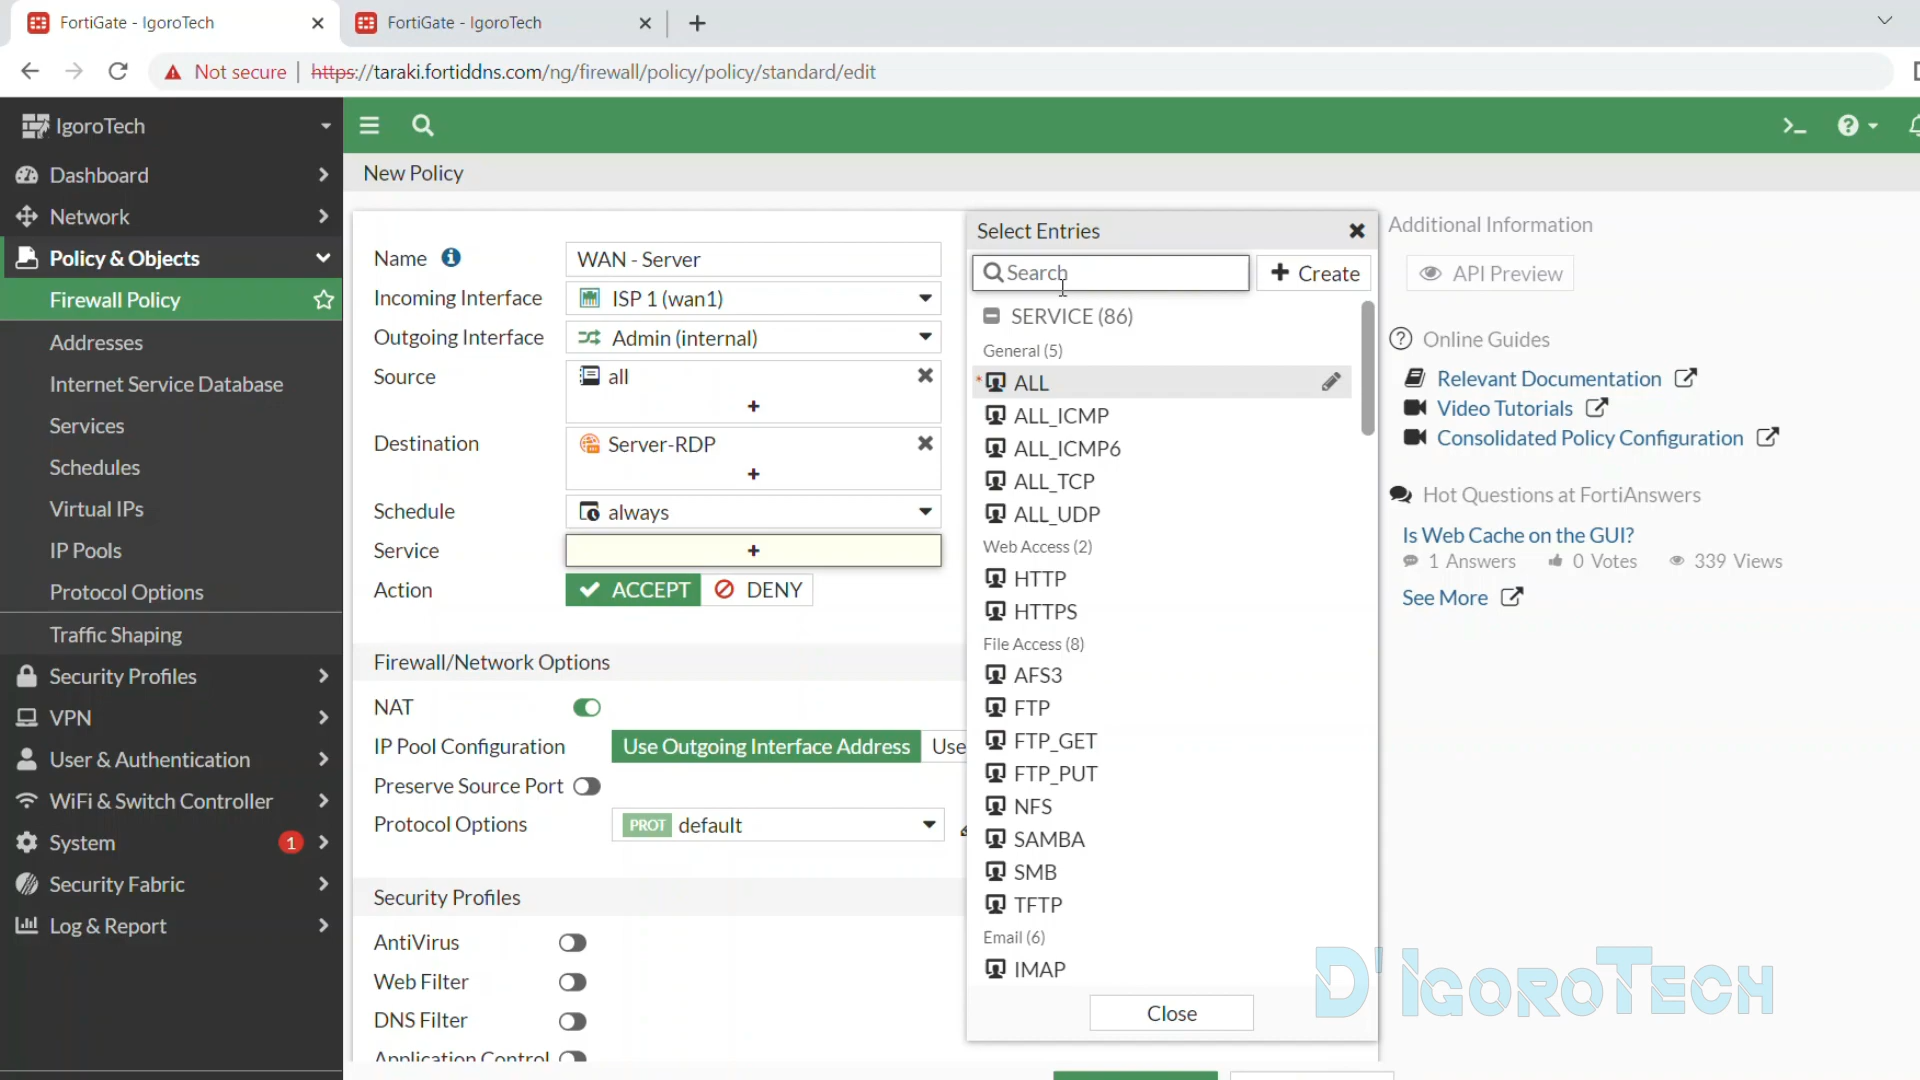 FortiGate - IgoroTech
FortiGate - IgoroTech
Not secure | https://taraki.fortiddns.com/ng/firewall/policy/policy/standard/edit
IgoroTech
Dashboard
Network
Policy & Objects
Firewall Policy
Addresses
Internet Service Database
Services
Schedules
Virtual IPs
IP Pools
Protocol Options
Traffic Shaping
Security Profiles
VPN
User & Authentication
WiFi & Switch Controller
System 1
Security Fabric
Log & Report
New Policy
Name WAN - Server
Incoming Interface ISP 1 (wan1)
Outgoing Interface Admin (internal)
Source all
Destination Server-RDP
Schedule always
Service
Action ACCEPT DENY
Firewall/Network Options
NAT
IP Pool Configuration Use Outgoing Interface Address Use
Preserve Source Port
Protocol Options PROT default
Security Profiles
AntiVirus
Web Filter
DNS Filter
Application Control
Select Entries
Search Create
SERVICE (86)
General (5)
ALL
ALL_ICMP
ALL_ICMP6
ALL_TCP
ALL_UDP
Web Access (2)
HTTP
HTTPS
File Access (8)
AFS3
FTP
FTP_GET
FTP_PUT
NFS
SAMBA
SMB
TFTP
Email (6)
IMAP
Close
Additional Information
API Preview
Online Guides
Relevant Documentation
Video Tutorials
Consolidated Policy Configuration
Hot Questions at FortiAnswers
Is Web Cache on the GUI?
1 Answers 0 Votes 339 Views
See More
D'IgoroTech